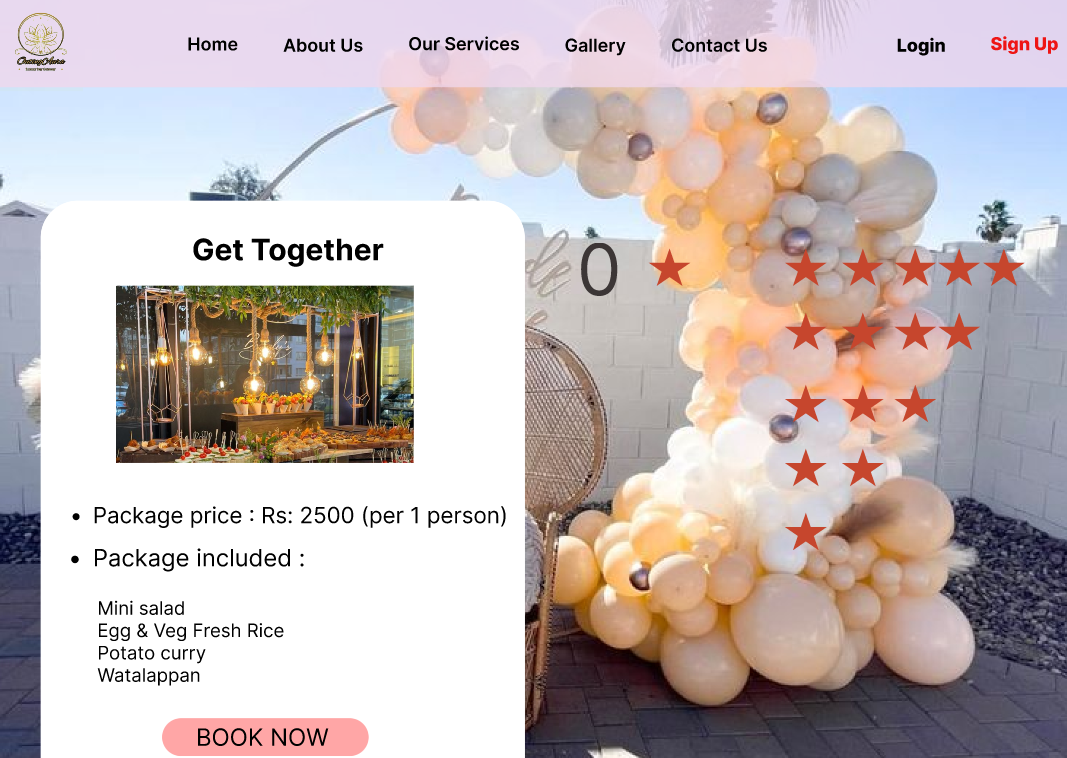 Home
About Us
Our Services
Gallery
Contact Us
Login
Sign Up
Get Together
0
• Package price : Rs: 2500 (per 1 person)
• Package included :
Mini salad
Egg & Veg Fresh Rice
Potato curry
Watalappan
BOOK NOW